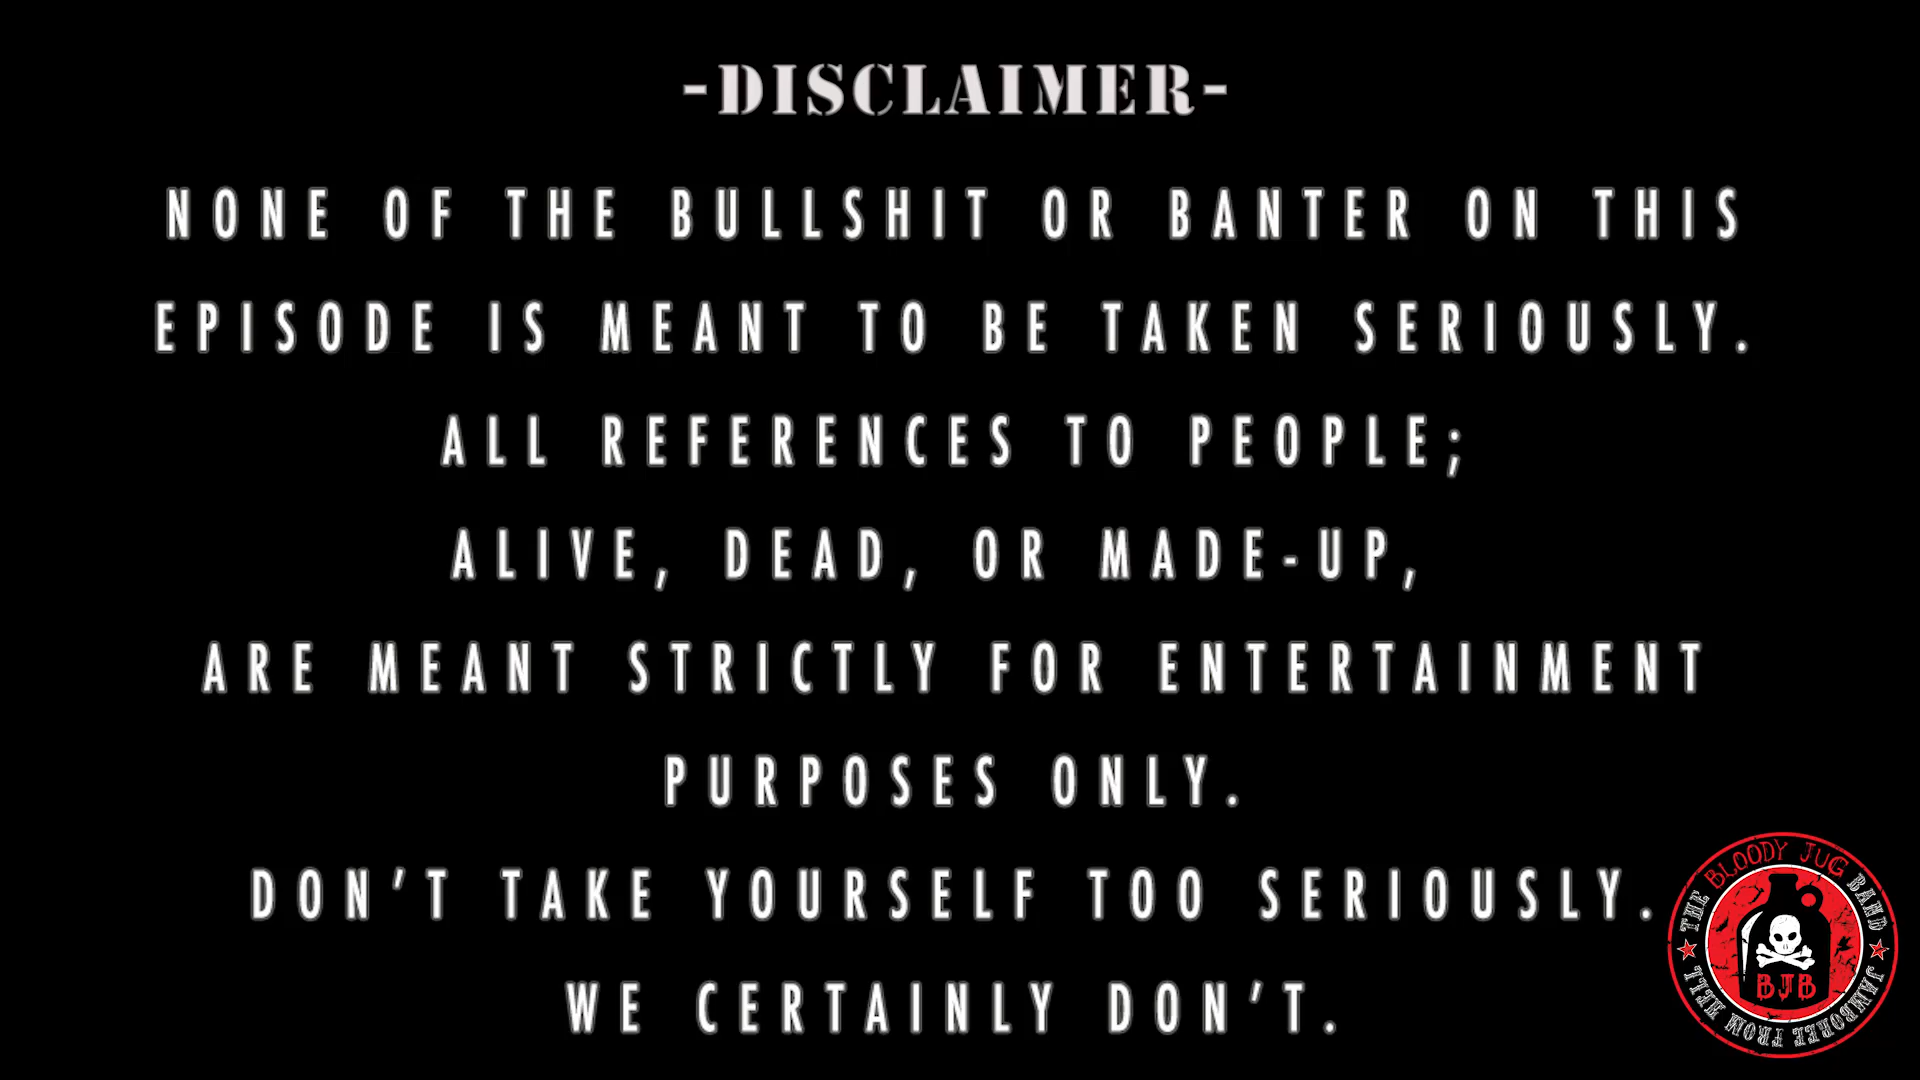 -DISCLAIMER-
NONE OF THE BULLSHIT OR BANTER ON THIS
EPISODE IS MEANT TO BE TAKEN SERIOUSLY.
ALL REFERENCES TO PEOPLE;
ALIVE, DEAD, OR MADE-UP,
ARE MEANT STRICTLY FOR ENTERTAINMENT
PURPOSES ONLY.
DON'T TAKE YOURSELF TOO SERIOUSLY.
WE CERTAINLY DON'T.
THE BLOODY JUG BAND
BJB
JAMBOREE FROM HELL